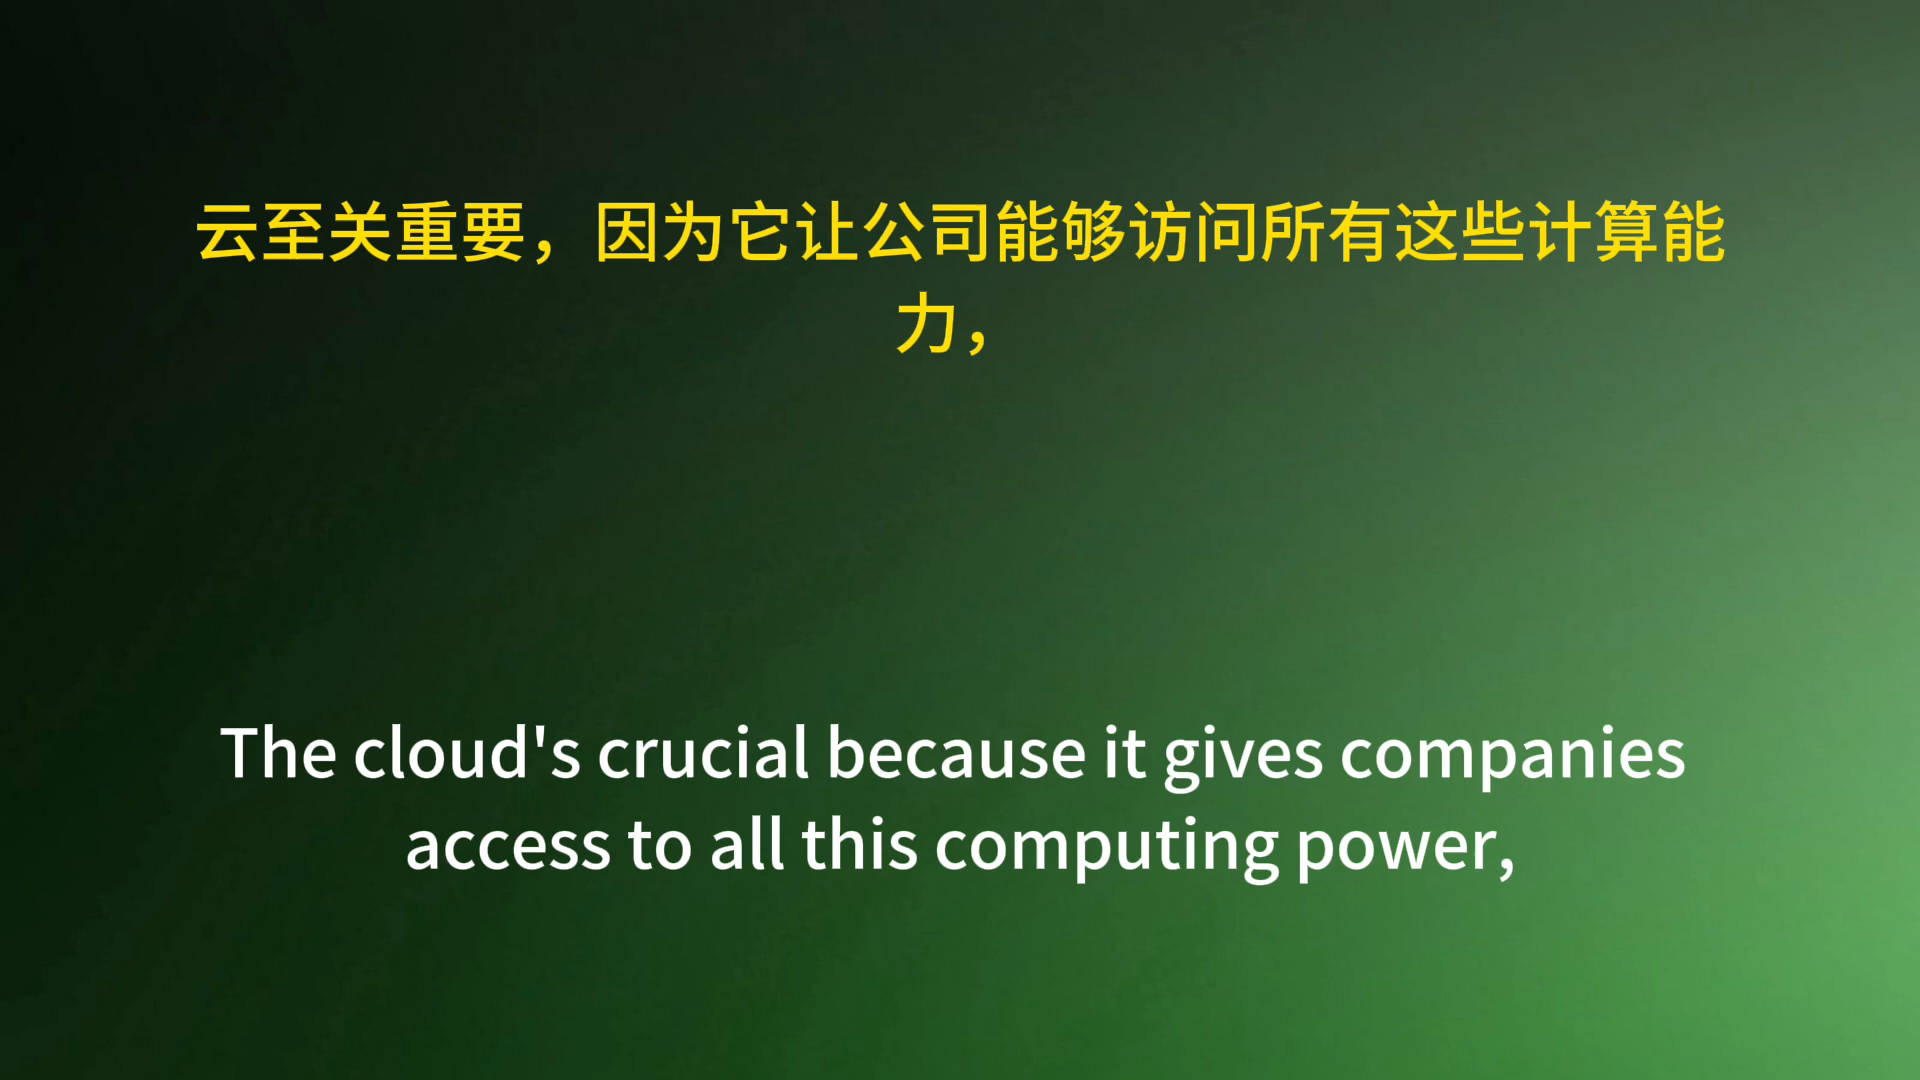 云至关重要，因为它让公司能够访问所有这些计算能
力，
The cloud's crucial because it gives companies
access to all this computing power,